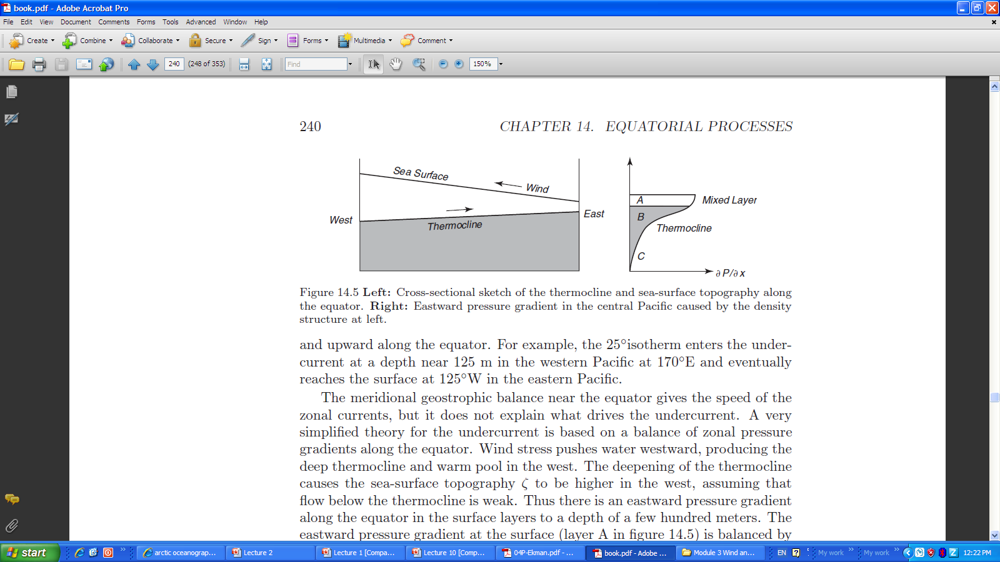 book.pdf - Adobe Acrobat Pro
File Edit View Document Comments Forms Tools Advanced Window Help
Create Combine Collaborate Secure Sign Forms Multimedia Comment
240 (248 of 353) Find 150%
240 CHAPTER 14. EQUATORIAL PROCESSES
Sea Surface
Wind
West
East
Thermocline
A
Mixed Layer
B
Thermocline
C
∂ P/∂ x
Figure 14.5 Left: Cross-sectional sketch of the thermocline and sea-surface topography along
the equator. Right: Eastward pressure gradient in the central Pacific caused by the density
structure at left.
and upward along the equator. For example, the 25°isotherm enters the under-
current at a depth near 125 m in the western Pacific at 170°E and eventually
reaches the surface at 125°W in the eastern Pacific.
The meridional geostrophic balance near the equator gives the speed of the
zonal currents, but it does not explain what drives the undercurrent. A very
simplified theory for the undercurrent is based on a balance of zonal pressure
gradients along the equator. Wind stress pushes water westward, producing the
deep thermocline and warm pool in the west. The deepening of the thermocline
causes the sea-surface topography ζ to be higher in the west, assuming that
flow below the thermocline is weak. Thus there is an eastward pressure gradient
along the equator in the surface layers to a depth of a few hundred meters. The
eastward pressure gradient at the surface (layer A in figure 14.5) is balanced by
start arctic oceanograp... Lecture 2 Lecture 1 [Compa... Lecture 10 [Comp... 04P-Ekman.pdf - ... book.pdf - Adobe ... Module 3 Wind an... EN My work My work 12:22 PM